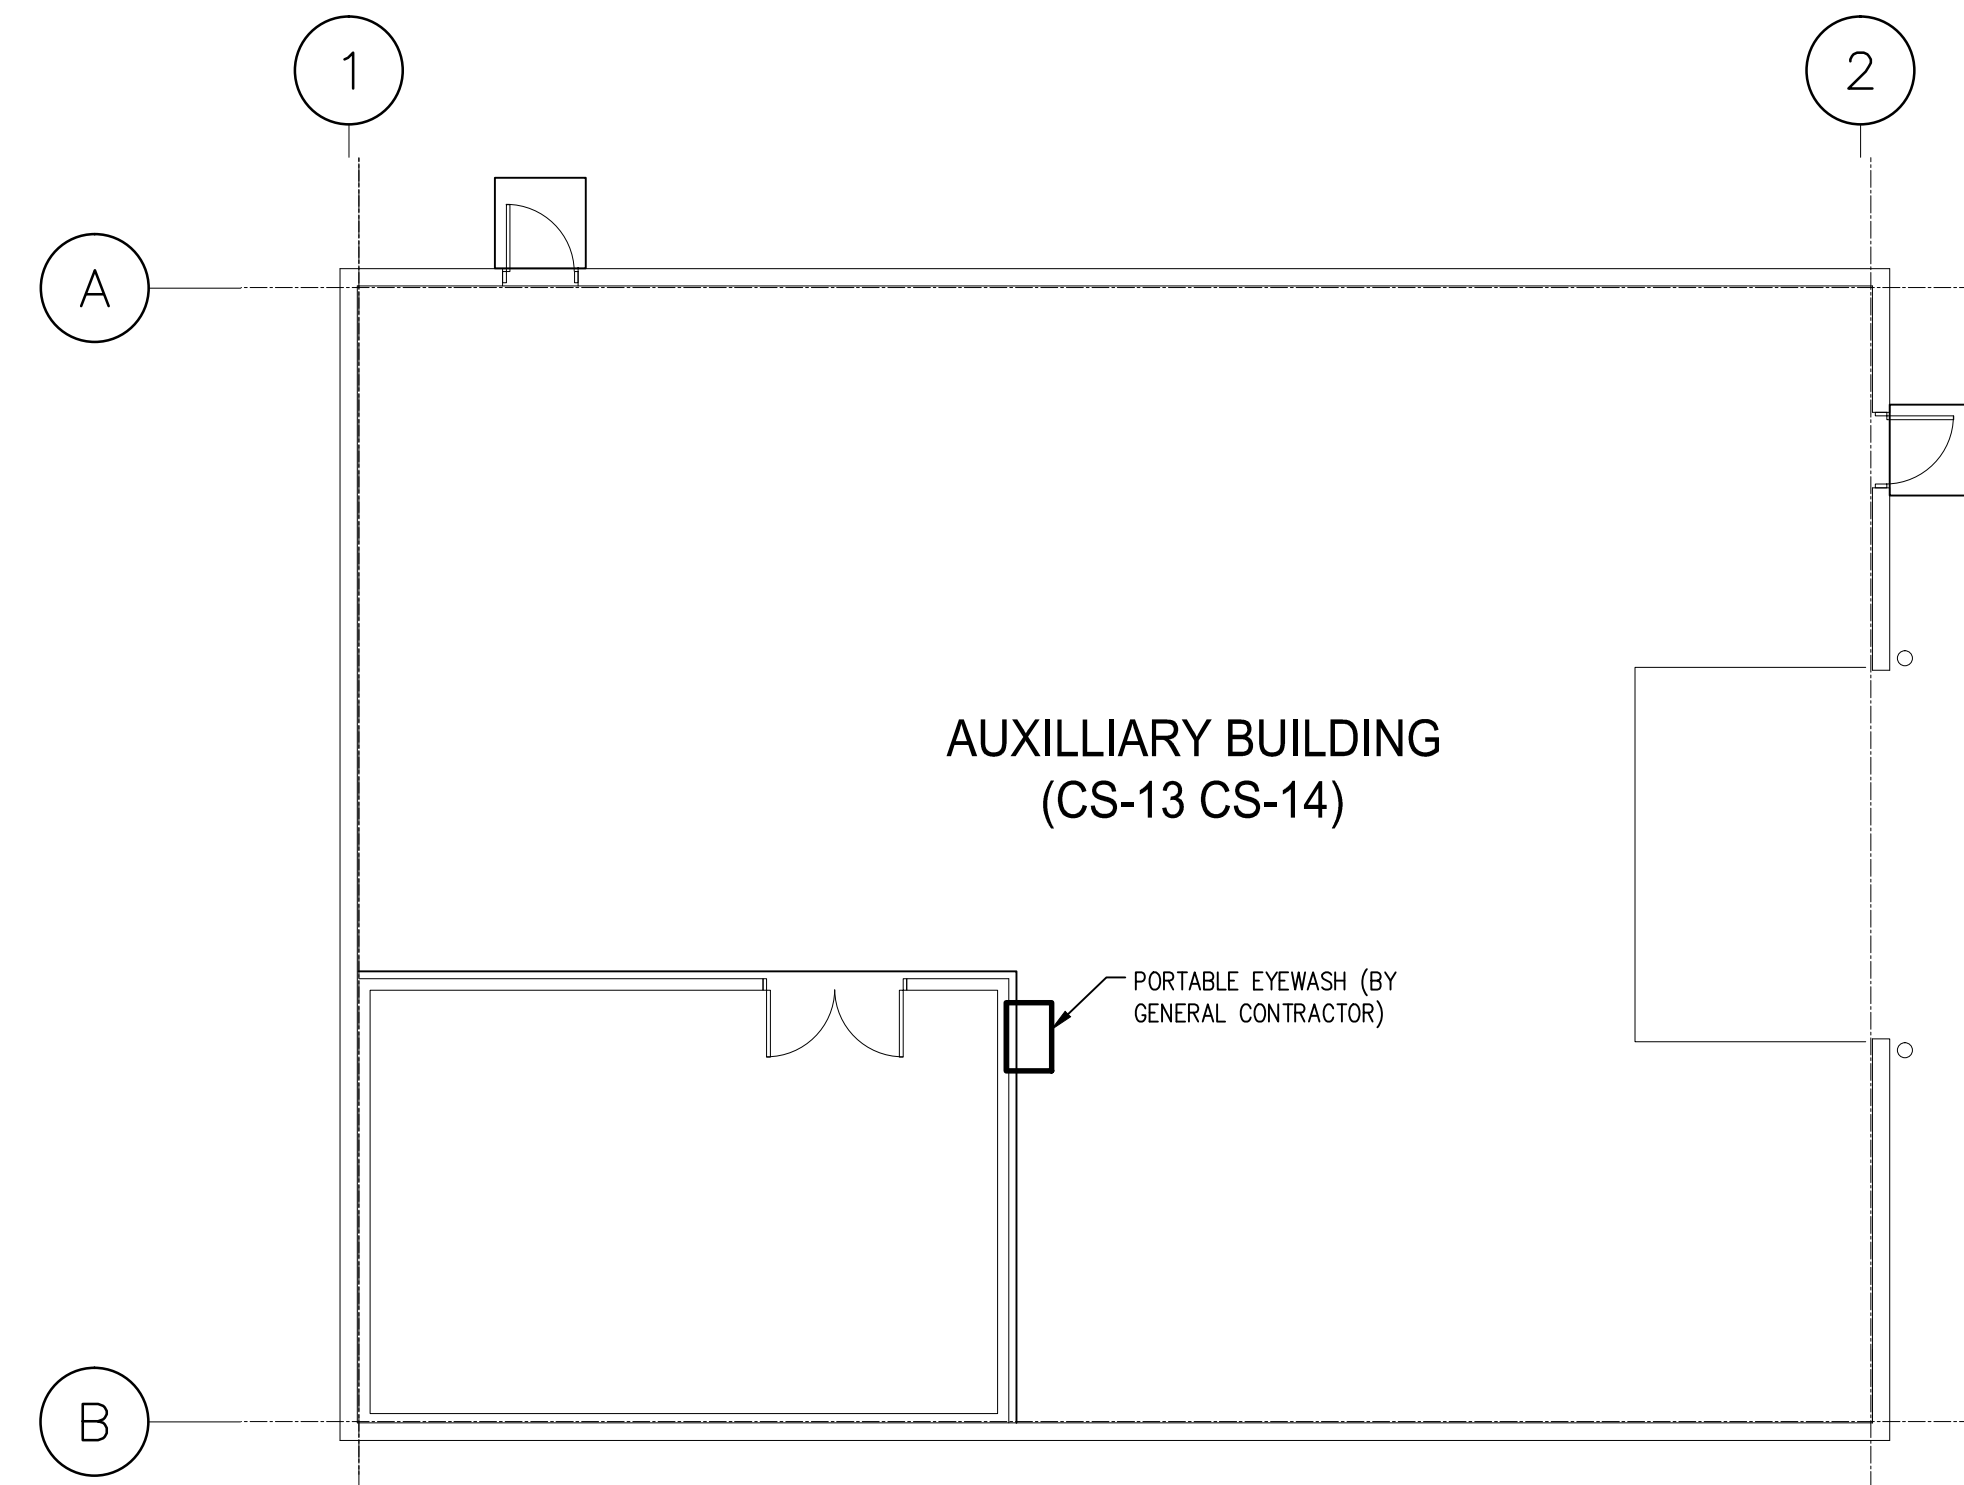 1
2
A
AUXILLIARY BUILDING
(CS-13 CS-14)
PORTABLE EYEWASH (BY
GENERAL CONTRACTOR)
B